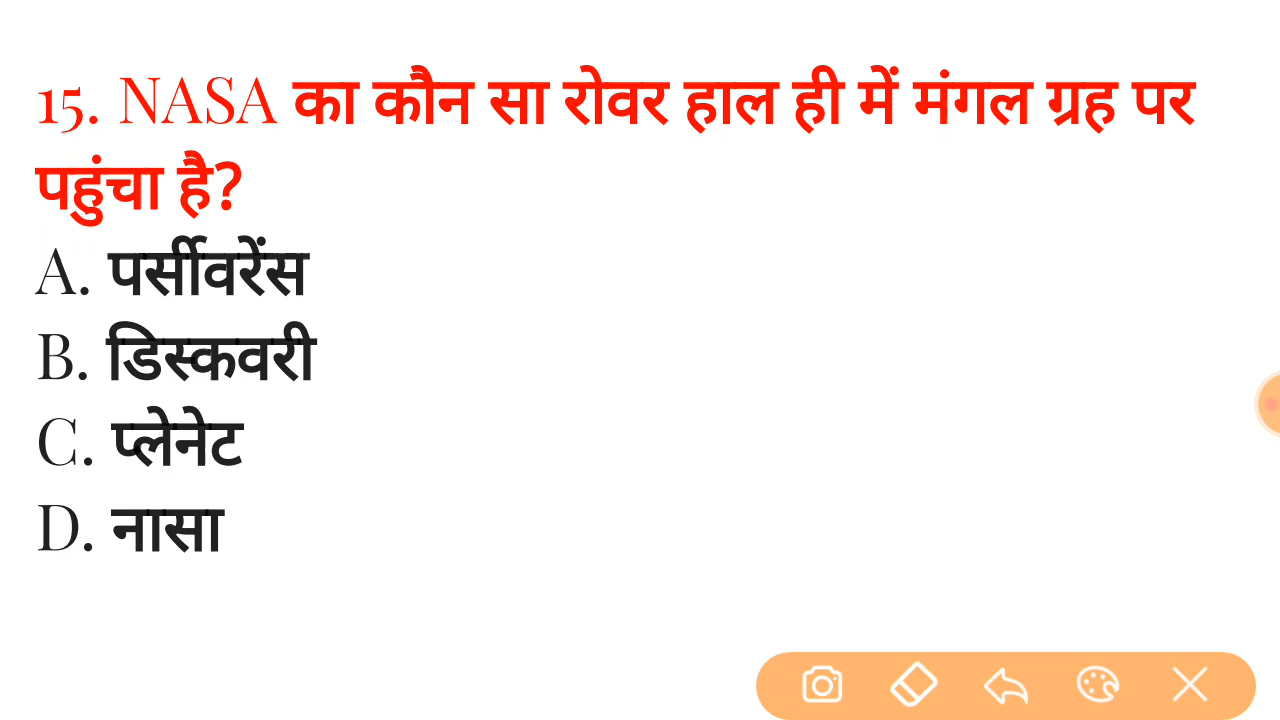 15. NASA का कौन सा रोवर हाल ही में मंगल ग्रह पर
पहुंचा है?
A. पर्सीवरेंस
B. डिस्कवरी
C. प्लेनेट
D. नासा